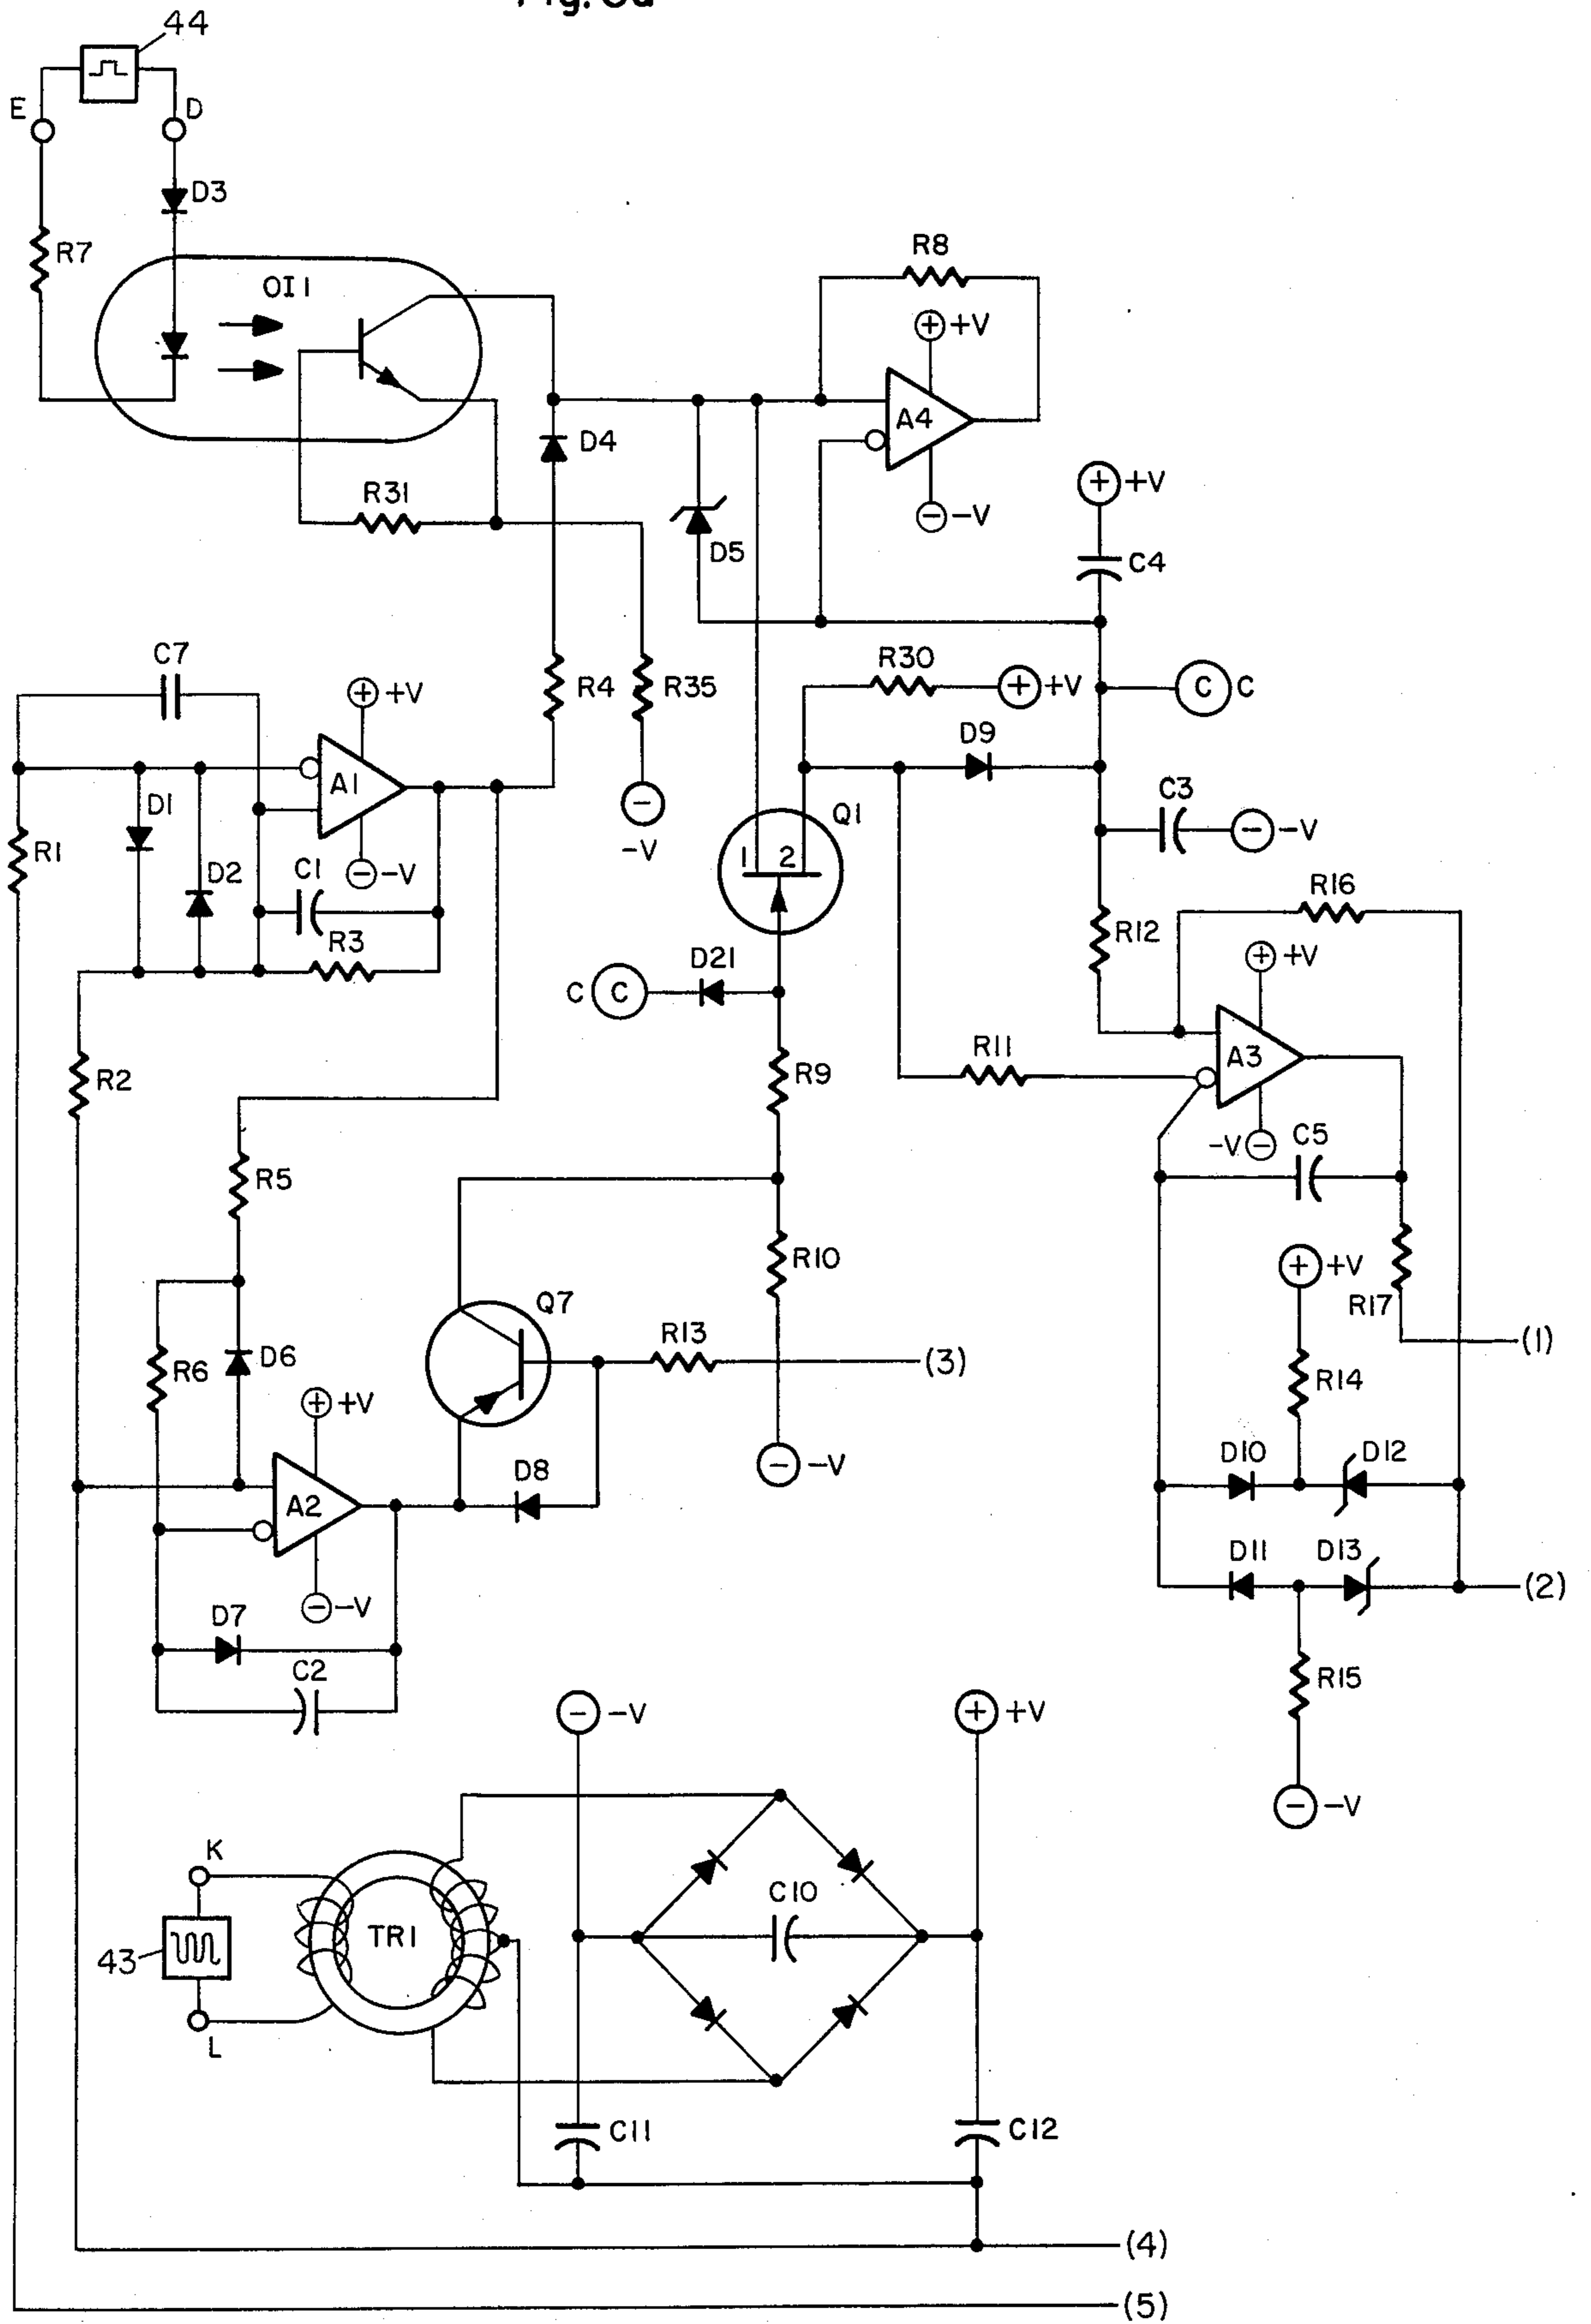 44
E
D
D3
R7
OI1
R8
+ +V
A4
- -V
D4
R31
D5
+ +V
C4
C7
+ +V
R4
R35
R30
+ +V
C C
D9
A1
C3
- -V
-
-V
Q1
1 2
D1
R1
D2
- -V
C1
R3
R16
R12
+ +V
C C
D21
R2
R9
R11
A3
-V -
C5
R5
R10
+ +V
R17
(1)
Q7
R13
(3)
R6
D6
R14
+ +V
- -V
D10
D12
A2
D8
D11
D13
(2)
- -V
D7
C2
R15
- -V
+ +V
- -V
K
C10
TR1
43
L
C11
C12
(4)
(5)